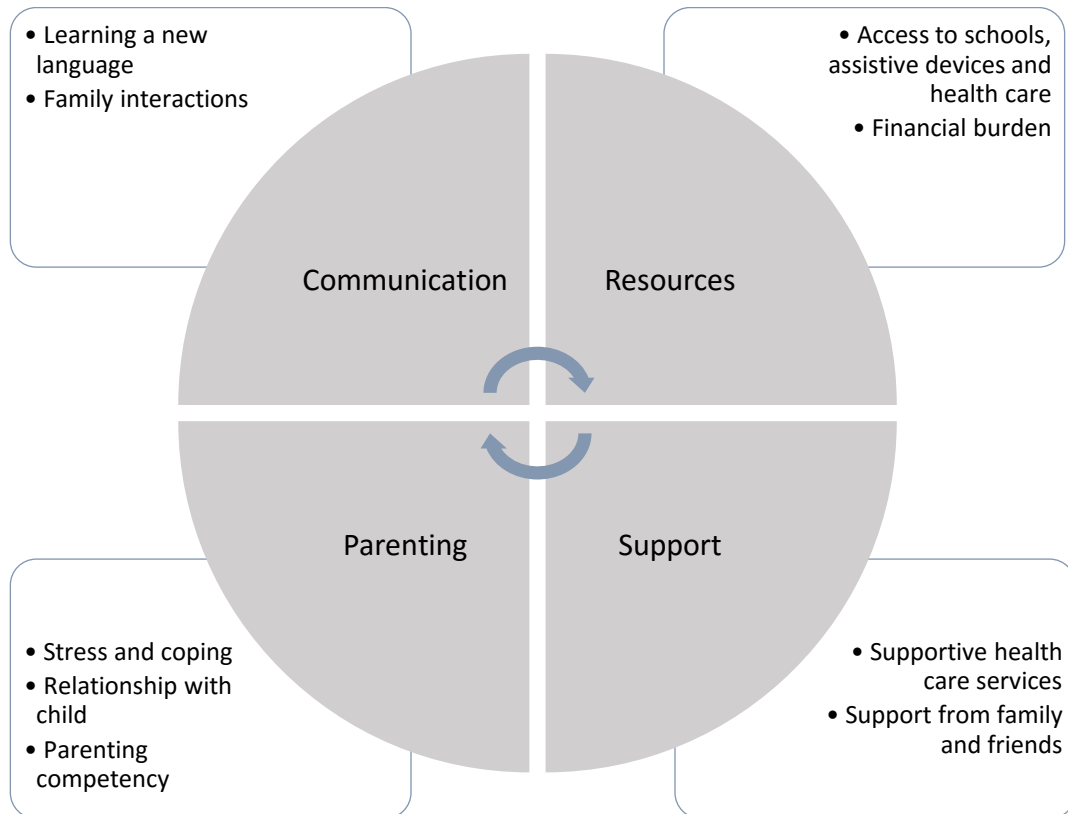 • Learning a new
language
• Family interactions
• Access to schools,
assistive devices and
health care
• Financial burden
Communication
Resources
Parenting
Support
• Stress and coping
• Relationship with
child
• Parenting
competency
• Supportive health
care services
• Support from family
and friends